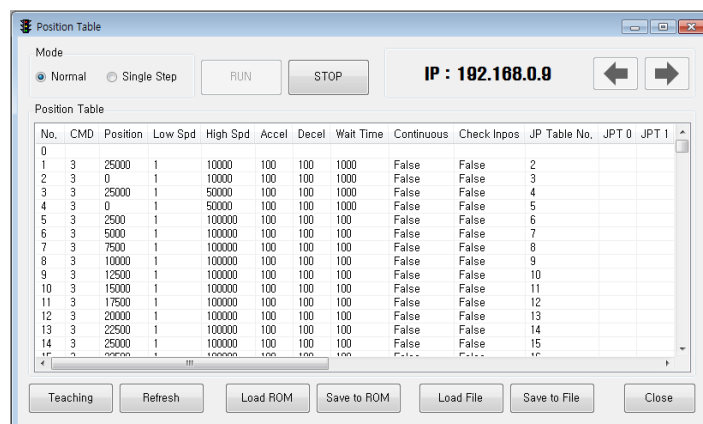 Position Table
Mode
Normal Single Step RUN STOP IP : 192.168.0.9
Position Table
No. CMD Position Low Spd High Spd Accel Decel Wait Time Continuous Check Inpos JP Table No. JPT 0 JPT 1
0
1 3 25000 1 10000 100 100 1000 False False 2
2 3 0 1 10000 100 100 1000 False False 3
3 3 25000 1 50000 100 100 1000 False False 4
4 3 0 1 50000 100 100 1000 False False 5
5 3 2500 1 100000 100 100 100 False False 6
6 3 5000 1 100000 100 100 100 False False 7
7 3 7500 1 100000 100 100 100 False False 8
8 3 10000 1 100000 100 100 100 False False 9
9 3 12500 1 100000 100 100 100 False False 10
10 3 15000 1 100000 100 100 100 False False 11
11 3 17500 1 100000 100 100 100 False False 12
12 3 20000 1 100000 100 100 100 False False 13
13 3 22500 1 100000 100 100 100 False False 14
14 3 25000 1 100000 100 100 100 False False 15
Teaching Refresh Load ROM Save to ROM Load File Save to File Close